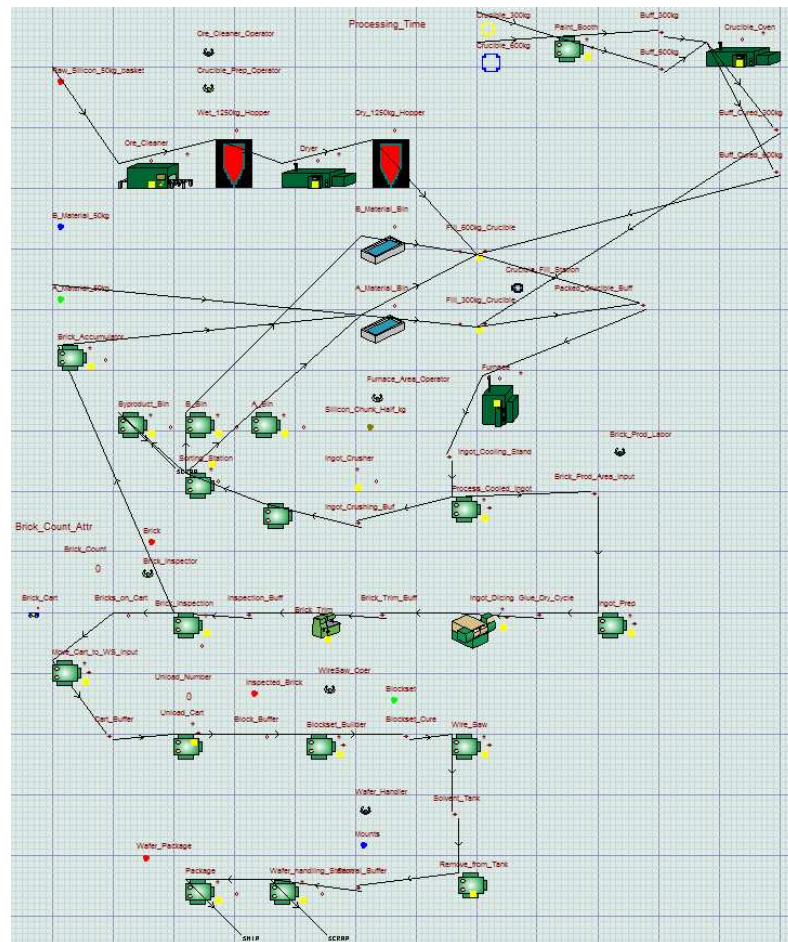 Processing_Time
Crucible_300kg
Paint_Booth
Buff_300kg
Crucible_Oven
Ore_Cleaner_Operator
Crucible_600kg
Buff_600kg
Raw_Silicon_50kg_basket
Crucible_Prep_Operator
Wet_1250kg_Hopper
Dry_1250kg_Hopper
Buff_Cured_300kg
Ore_Cleaner
Dryer
Buff_Cured_600kg
B_Material_50kg
B_Material_Bin
Fill_600kg_Crucible
Crucible_Fill_Station
A_Material_50kg
A_Material_Bin
Fill_300kg_Crucible
Packed_Crucible_Buff
Brick_Accumulator
Furnace
Furnace_Area_Operator
Byproduct_Bin
B_Bin
A_Bin
Silicon_Chunk_Half_kg
Brick_Prod_Labor
Sorting_Station
SCRAP
Ingot_Crusher
Ingot_Cooling_Stand
Brick_Prod_Area_Input
Process_Cooled_Ingot
Ingot_Crushing_Buf
Brick_Count_Attr
Brick
Brick_Count
0
Brick_Inspector
Brick_Cart
Bricks_on_Cart
Brick_Inspection
Inspection_Buff
Brick_Trim
Brick_Trim_Buff
Ingot_Dicing
Glue_Dry_Cycle
Ingot_Prep
Move_Cart_to_WS_Input
Unload_Number
0
Inspected_Brick
WireSaw_Oper
Blockset
Cart_Buffer
Unload_Cart
Block_Buffer
Blockset_Builder
Blockset_Cure
Wire_Saw
Wafer_Handler
Solvent_Tank
Wafer_Package
Mounts
Package
Wafer_handling_Station
Remove_from_Tank
SHIP
SCRAP